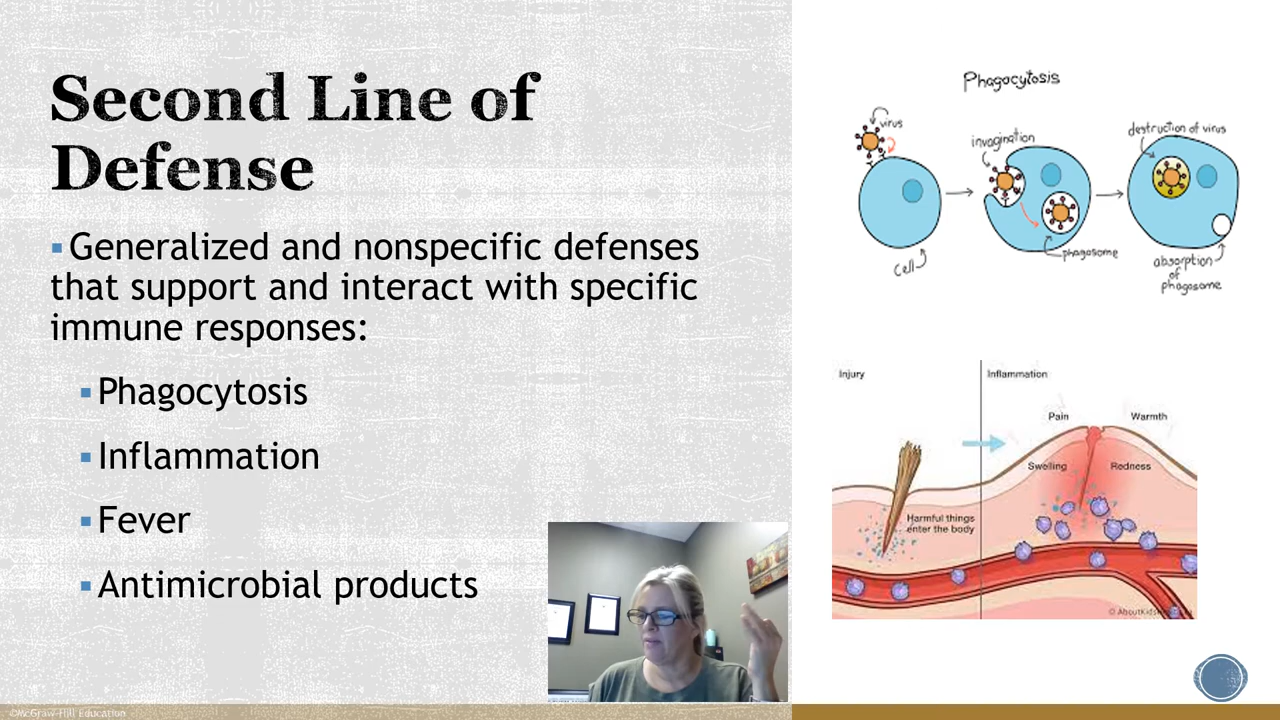 Second Line of
Defense
Generalized and nonspecific defenses
that support and interact with specific
immune responses:
Phagocytosis
Inflammation
Fever
Antimicrobial products
©McGraw-Hill Education
Phagocytosis
virus
cell
invagination
phagosome
destruction of virus
absorption
of
phagosome
Injury
Inflammation
Pain
Warmth
Swelling
Redness
Harmful things
enter the body